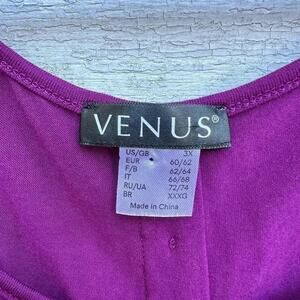 VENUS®
US/GB 3X
EUR 60/62
F/B 62/64
IT 66/68
RU/UA 72/74
BR XXXG
Made in China